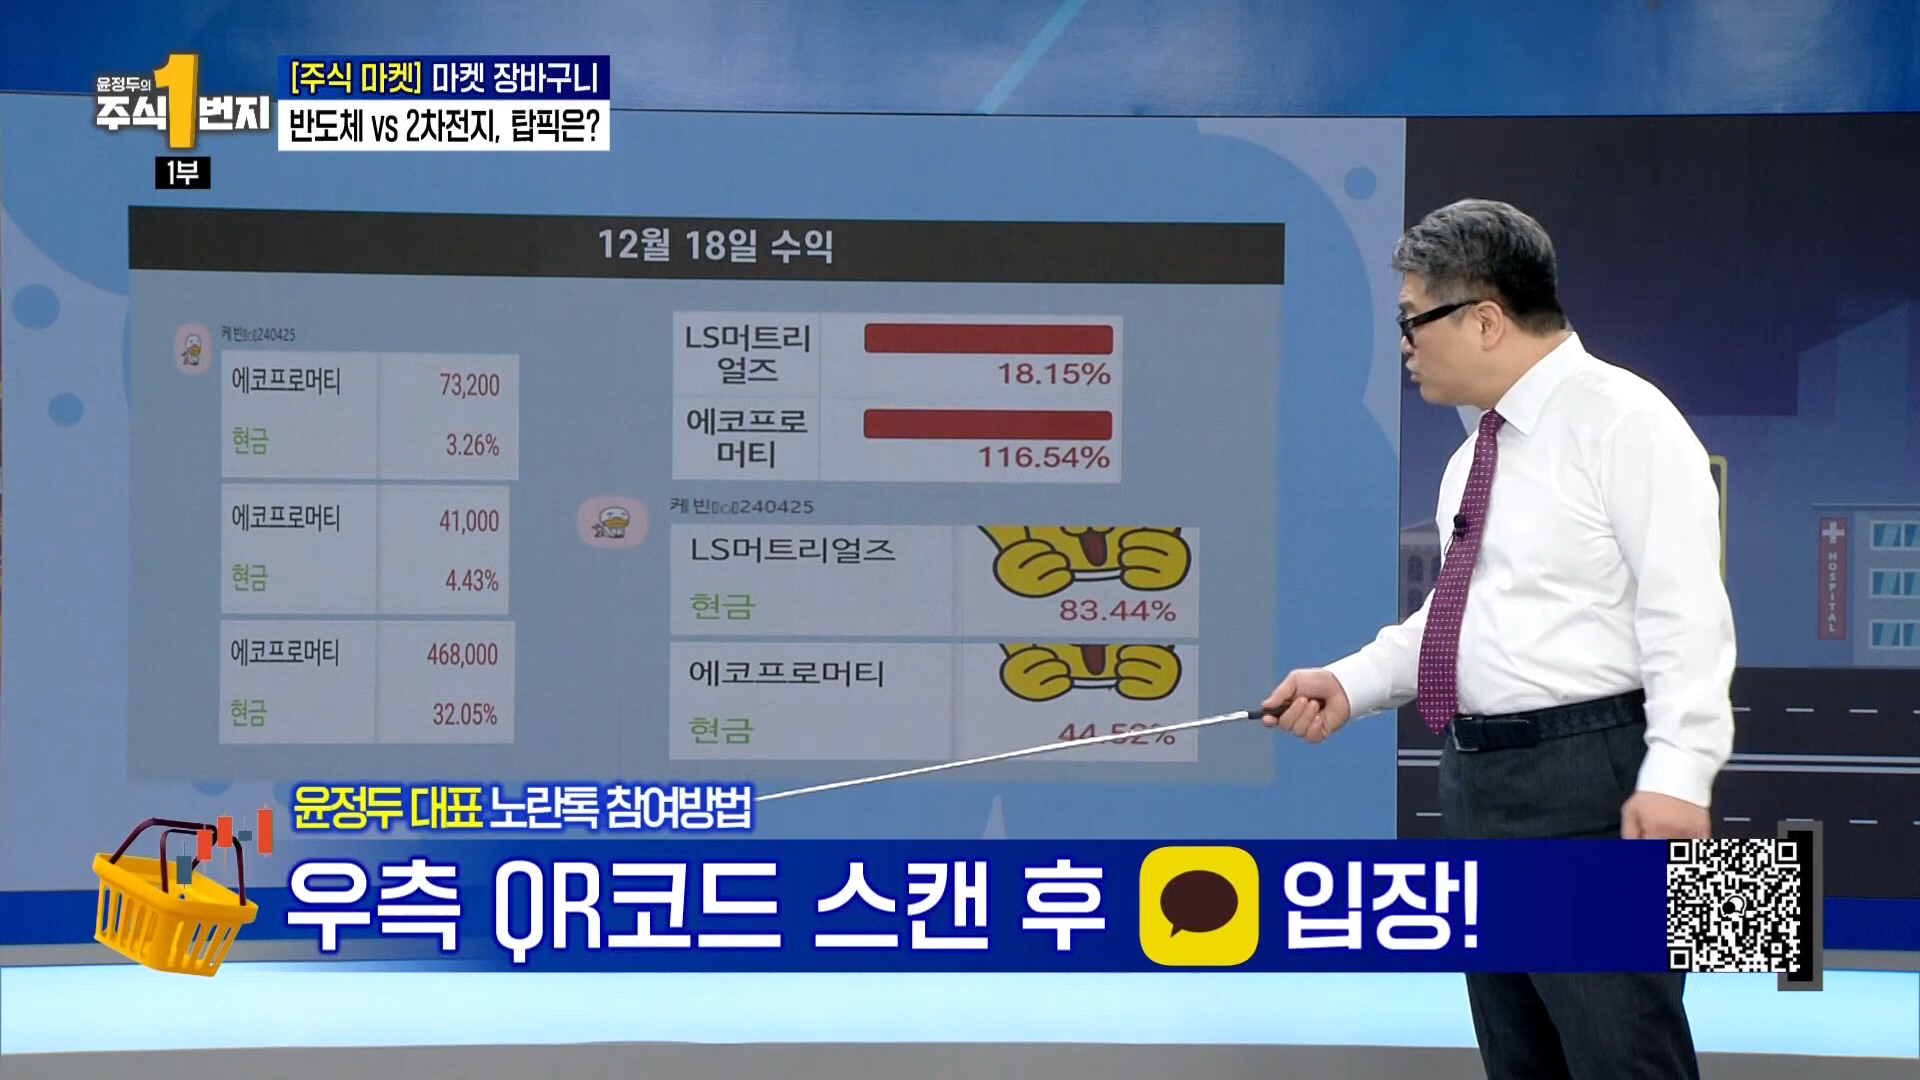 윤정두의
주식1번지
1부
[주식 마켓] 마켓 장바구니
반도체 vs 2차전지, 탑픽은?
12월 18일 수익
240425
에코프로머티 73,200
현금 3.26%
에코프로머티 41,000
현금 4.43%
에코프로머티 468,000
현금 32.05%
LS머트리
얼즈
18.15%
에코프로
머티
116.54%
240425
LS머트리얼즈
현금 83.44%
에코프로머티
현금 44.52%
HOSPITAL
윤정두 대표 노란톡 참여방법
우측 QR코드 스캔 후 입장!